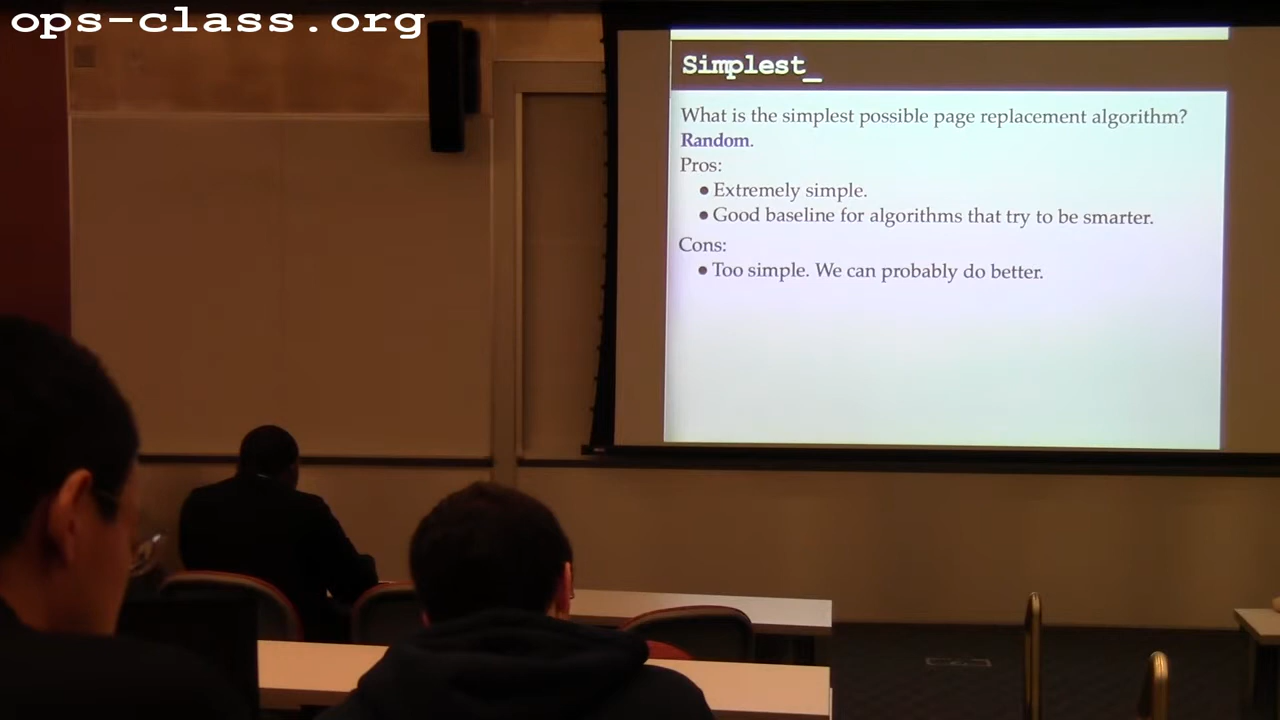 ops-class.org
Simplest_
What is the simplest possible page replacement algorithm?
Random.
Pros:
• Extremely simple.
• Good baseline for algorithms that try to be smarter.
Cons:
• Too simple. We can probably do better.